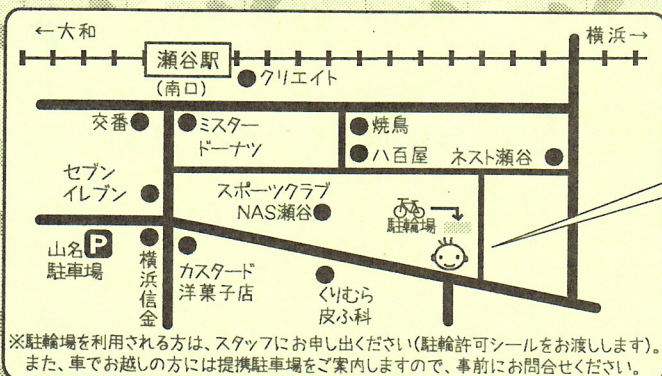 ←大和
横浜→
瀬谷駅
(南口)
クリエイト
交番
ミスター
ドーナツ
焼鳥
八百屋
ネスト瀬谷
セブン
イレブン
スポーツクラブ
NAS瀬谷
駐輪場
山名
駐車場
P
横浜信金
カスタード
洋菓子店
くりむら
皮ふ科
※駐輪場を利用される方は、スタッフにお申し出ください(駐輪許可シールをお渡しします)。
また、車でお越しの方には提携駐車場をご案内しますので、事前にお問合せください。